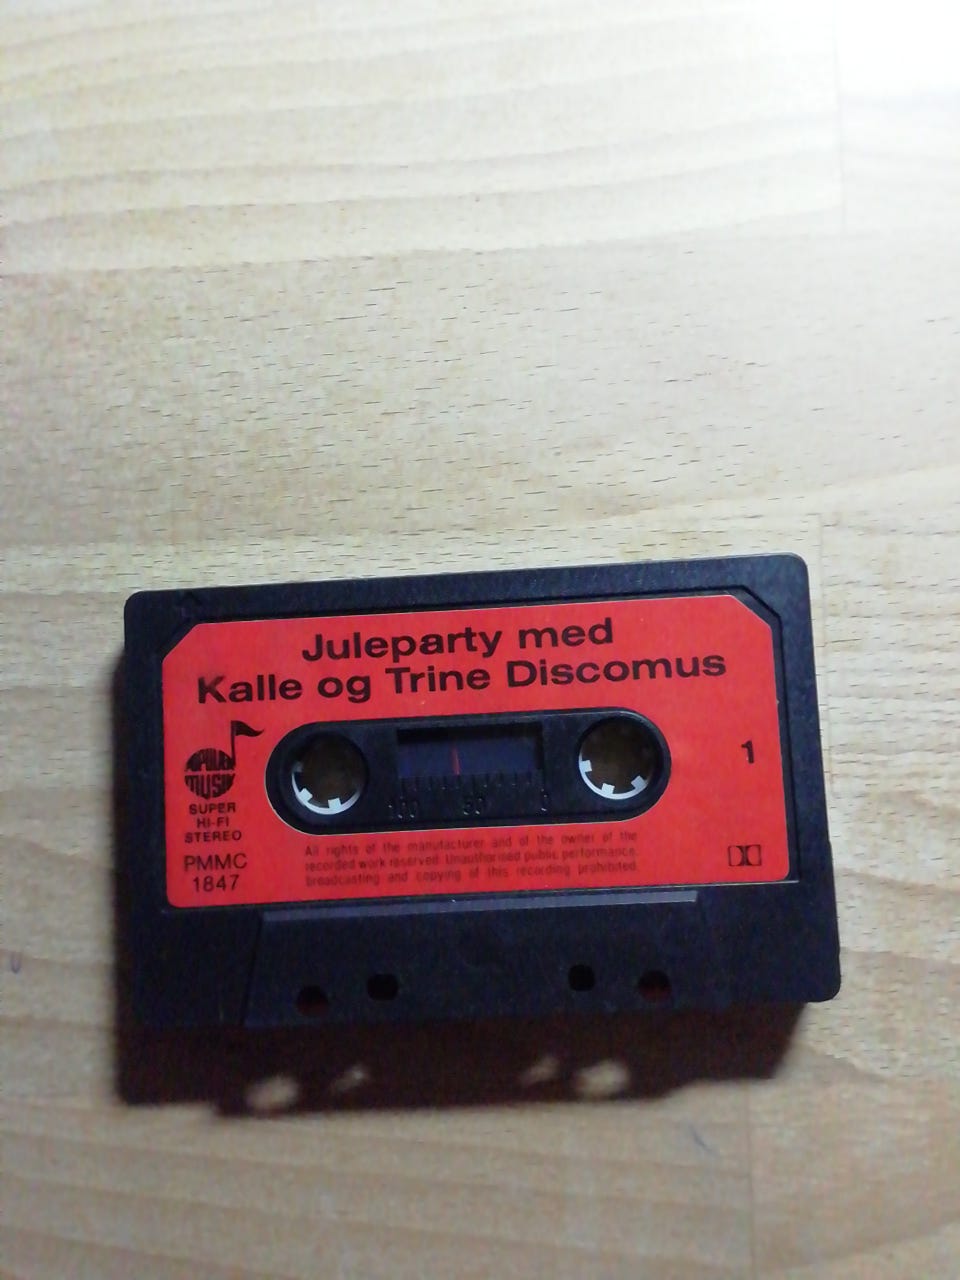 Juleparty med
Kalle og Trine Discomus
1
MUSIK
SUPER
HI-FI
STEREO
PMMC
1847
100 50 0
All rights of the manufacturer and of the owner of the
recorded work reserved. Unauthorised public performance,
broadcasting and copying of this recording prohibited.